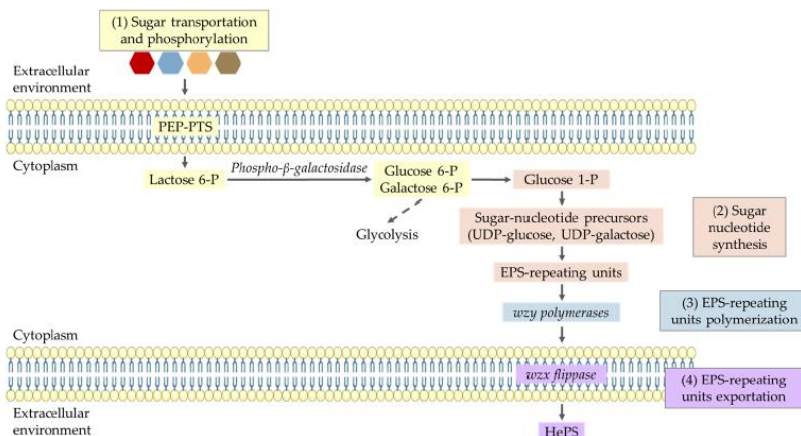 (1) Sugar transportation
and phosphorylation
Extracellular
environment
PEP-PTS
Cytoplasm
Lactose 6-P
Phospho-β-galactosidase
Glucose 6-P
Galactose 6-P
Glucose 1-P
Glycolysis
Sugar-nucleotide precursors
(UDP-glucose, UDP-galactose)
(2) Sugar
nucleotide
synthesis
EPS-repeating units
wzy polymerases
(3) EPS-repeating
units polymerization
Cytoplasm
wzx flippase
(4) EPS-repeating
units exportation
Extracellular
environment
HePS